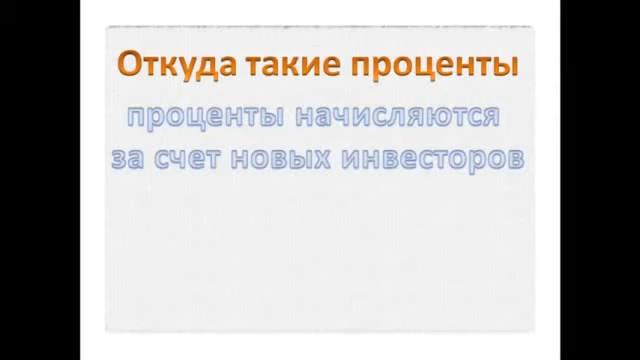 Откуда такие проценты
проценты начисляются
за счет новых инвесторов